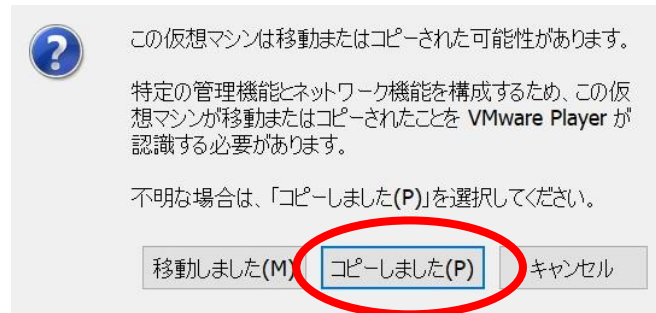 この仮想マシンは移動またはコピーされた可能性があります。
特定の管理機能とネットワーク機能を構成するため、この仮
想マシンが移動またはコピーされたことを VMware Player が
認識する必要があります。
不明な場合は、「コピーしました(P)」を選択してください。
移動しました(M) コピーしました(P) キャンセル